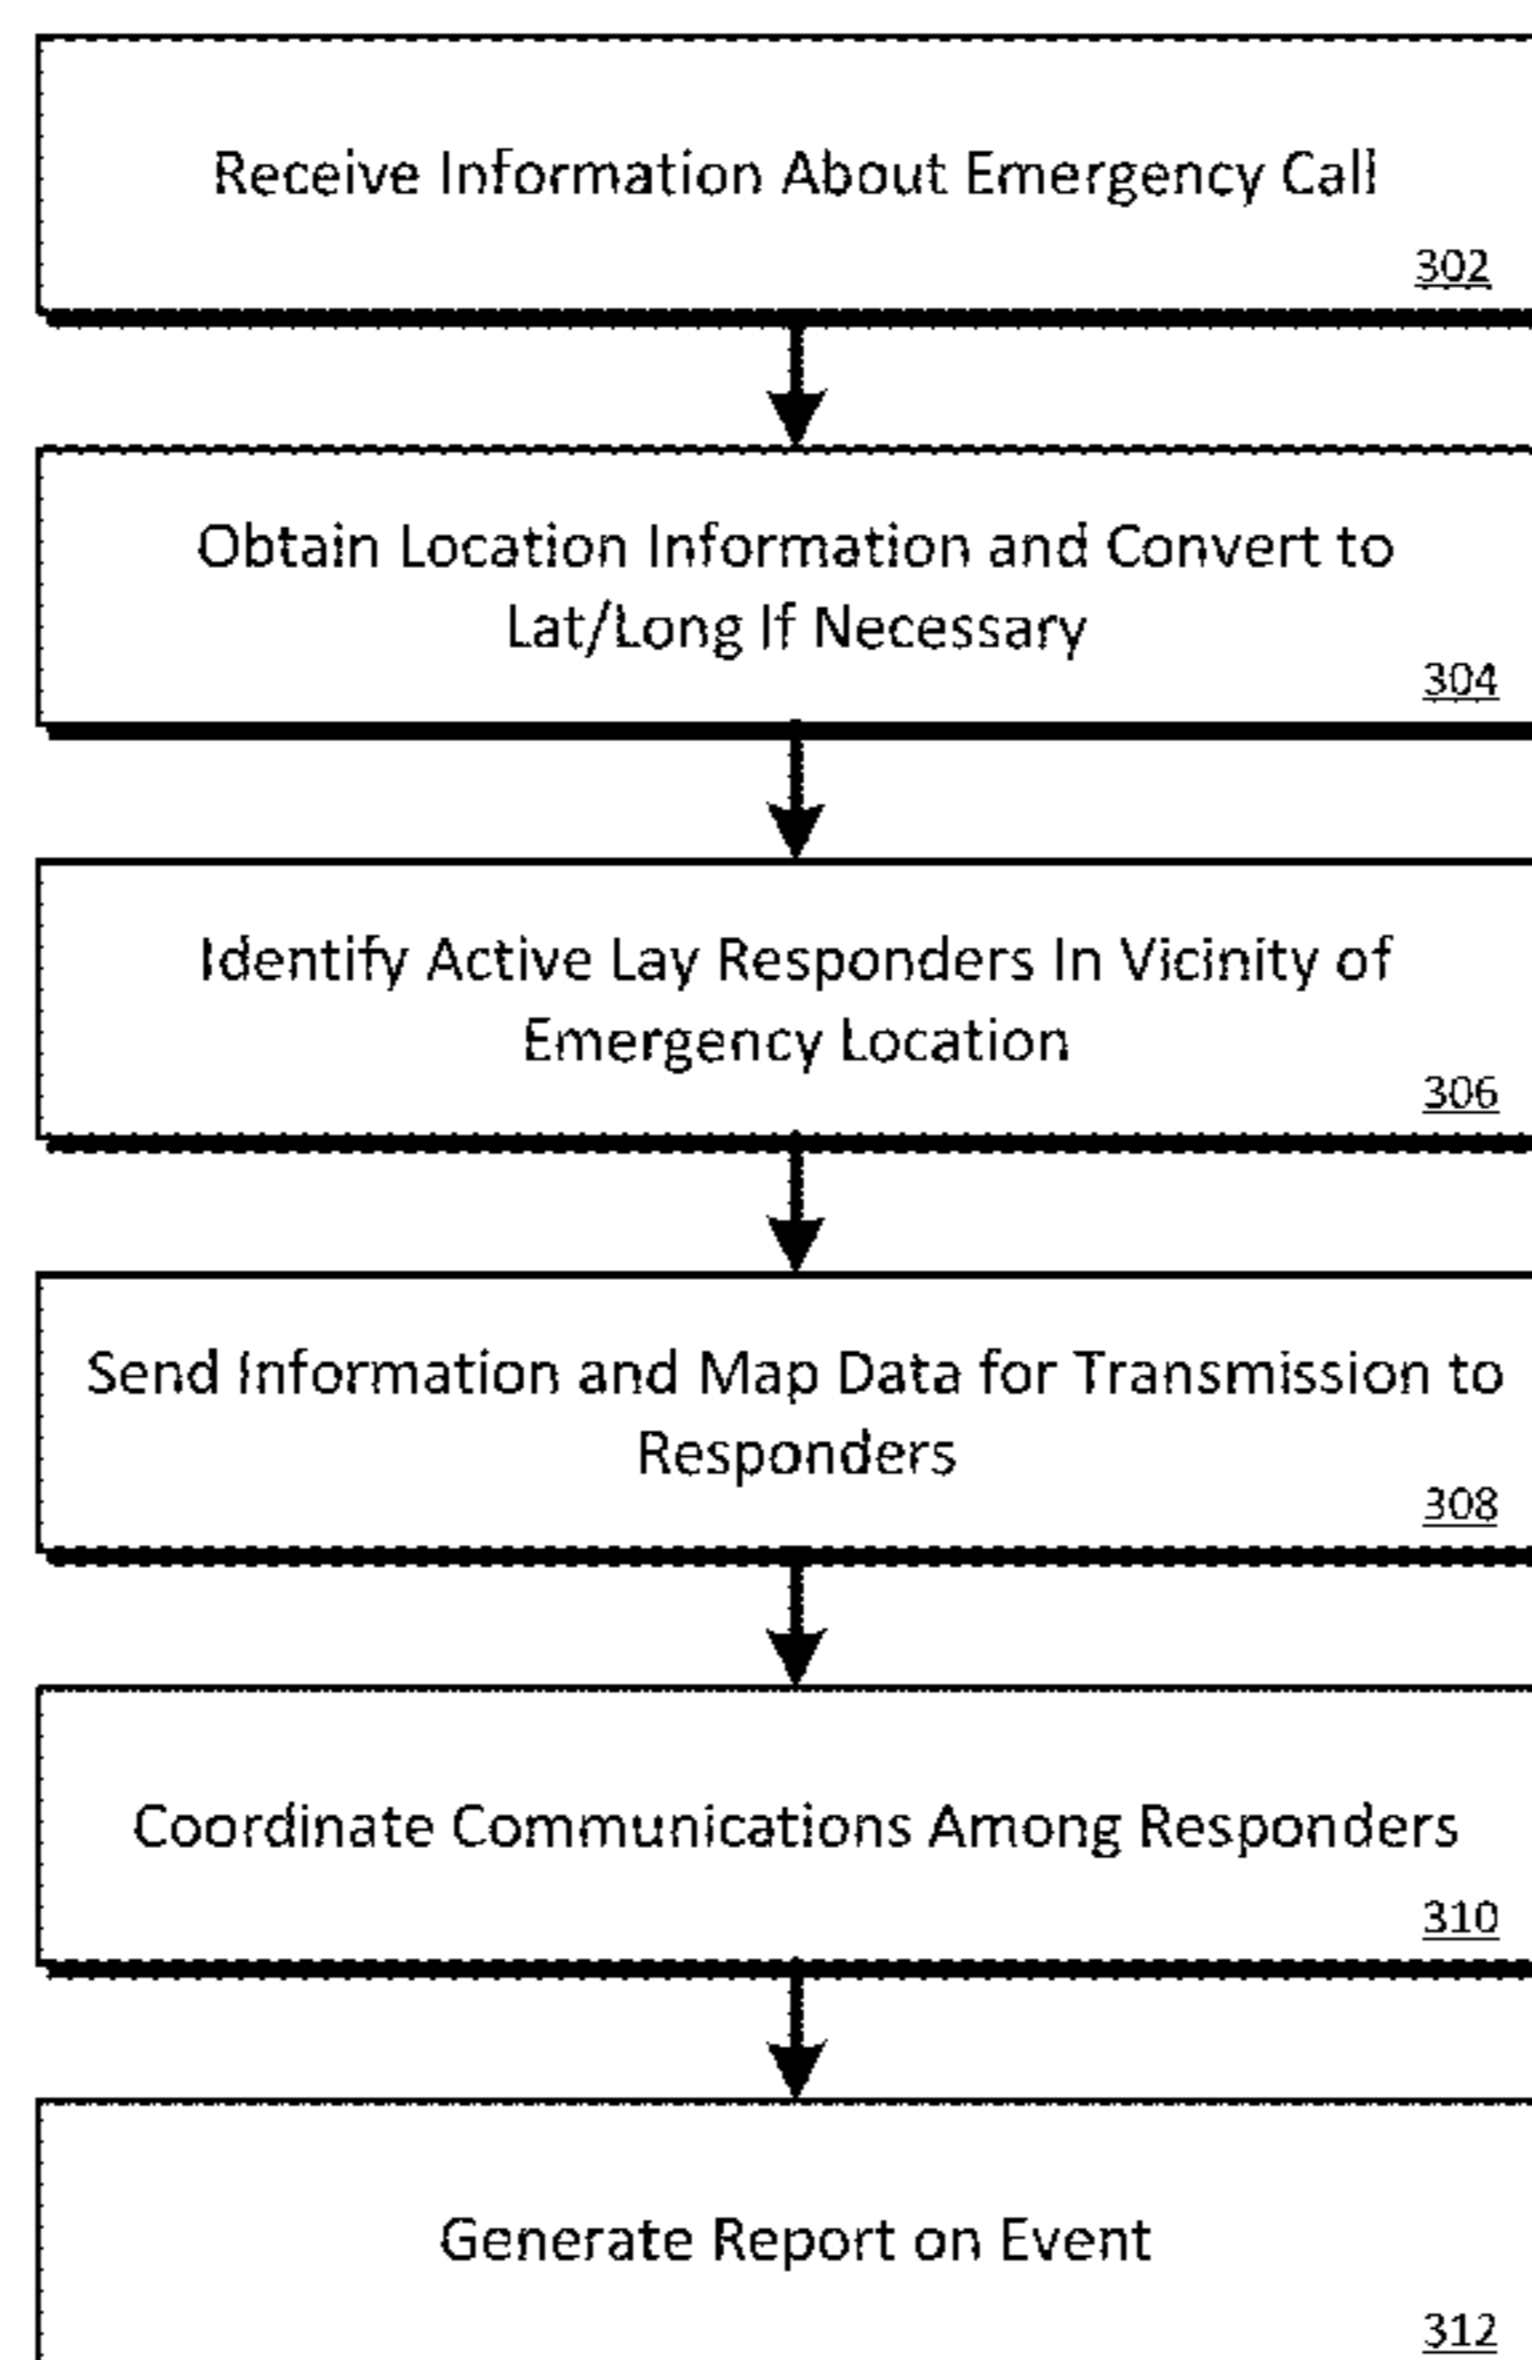 Receive Information About Emergency Call
302
Obtain Location Information and Convert to
Lat/Long If Necessary
304
Identify Active Lay Responders In Vicinity of
Emergency Location
306
Send Information and Map Data for Transmission to
Responders
308
Coordinate Communications Among Responders
310
Generate Report on Event
312